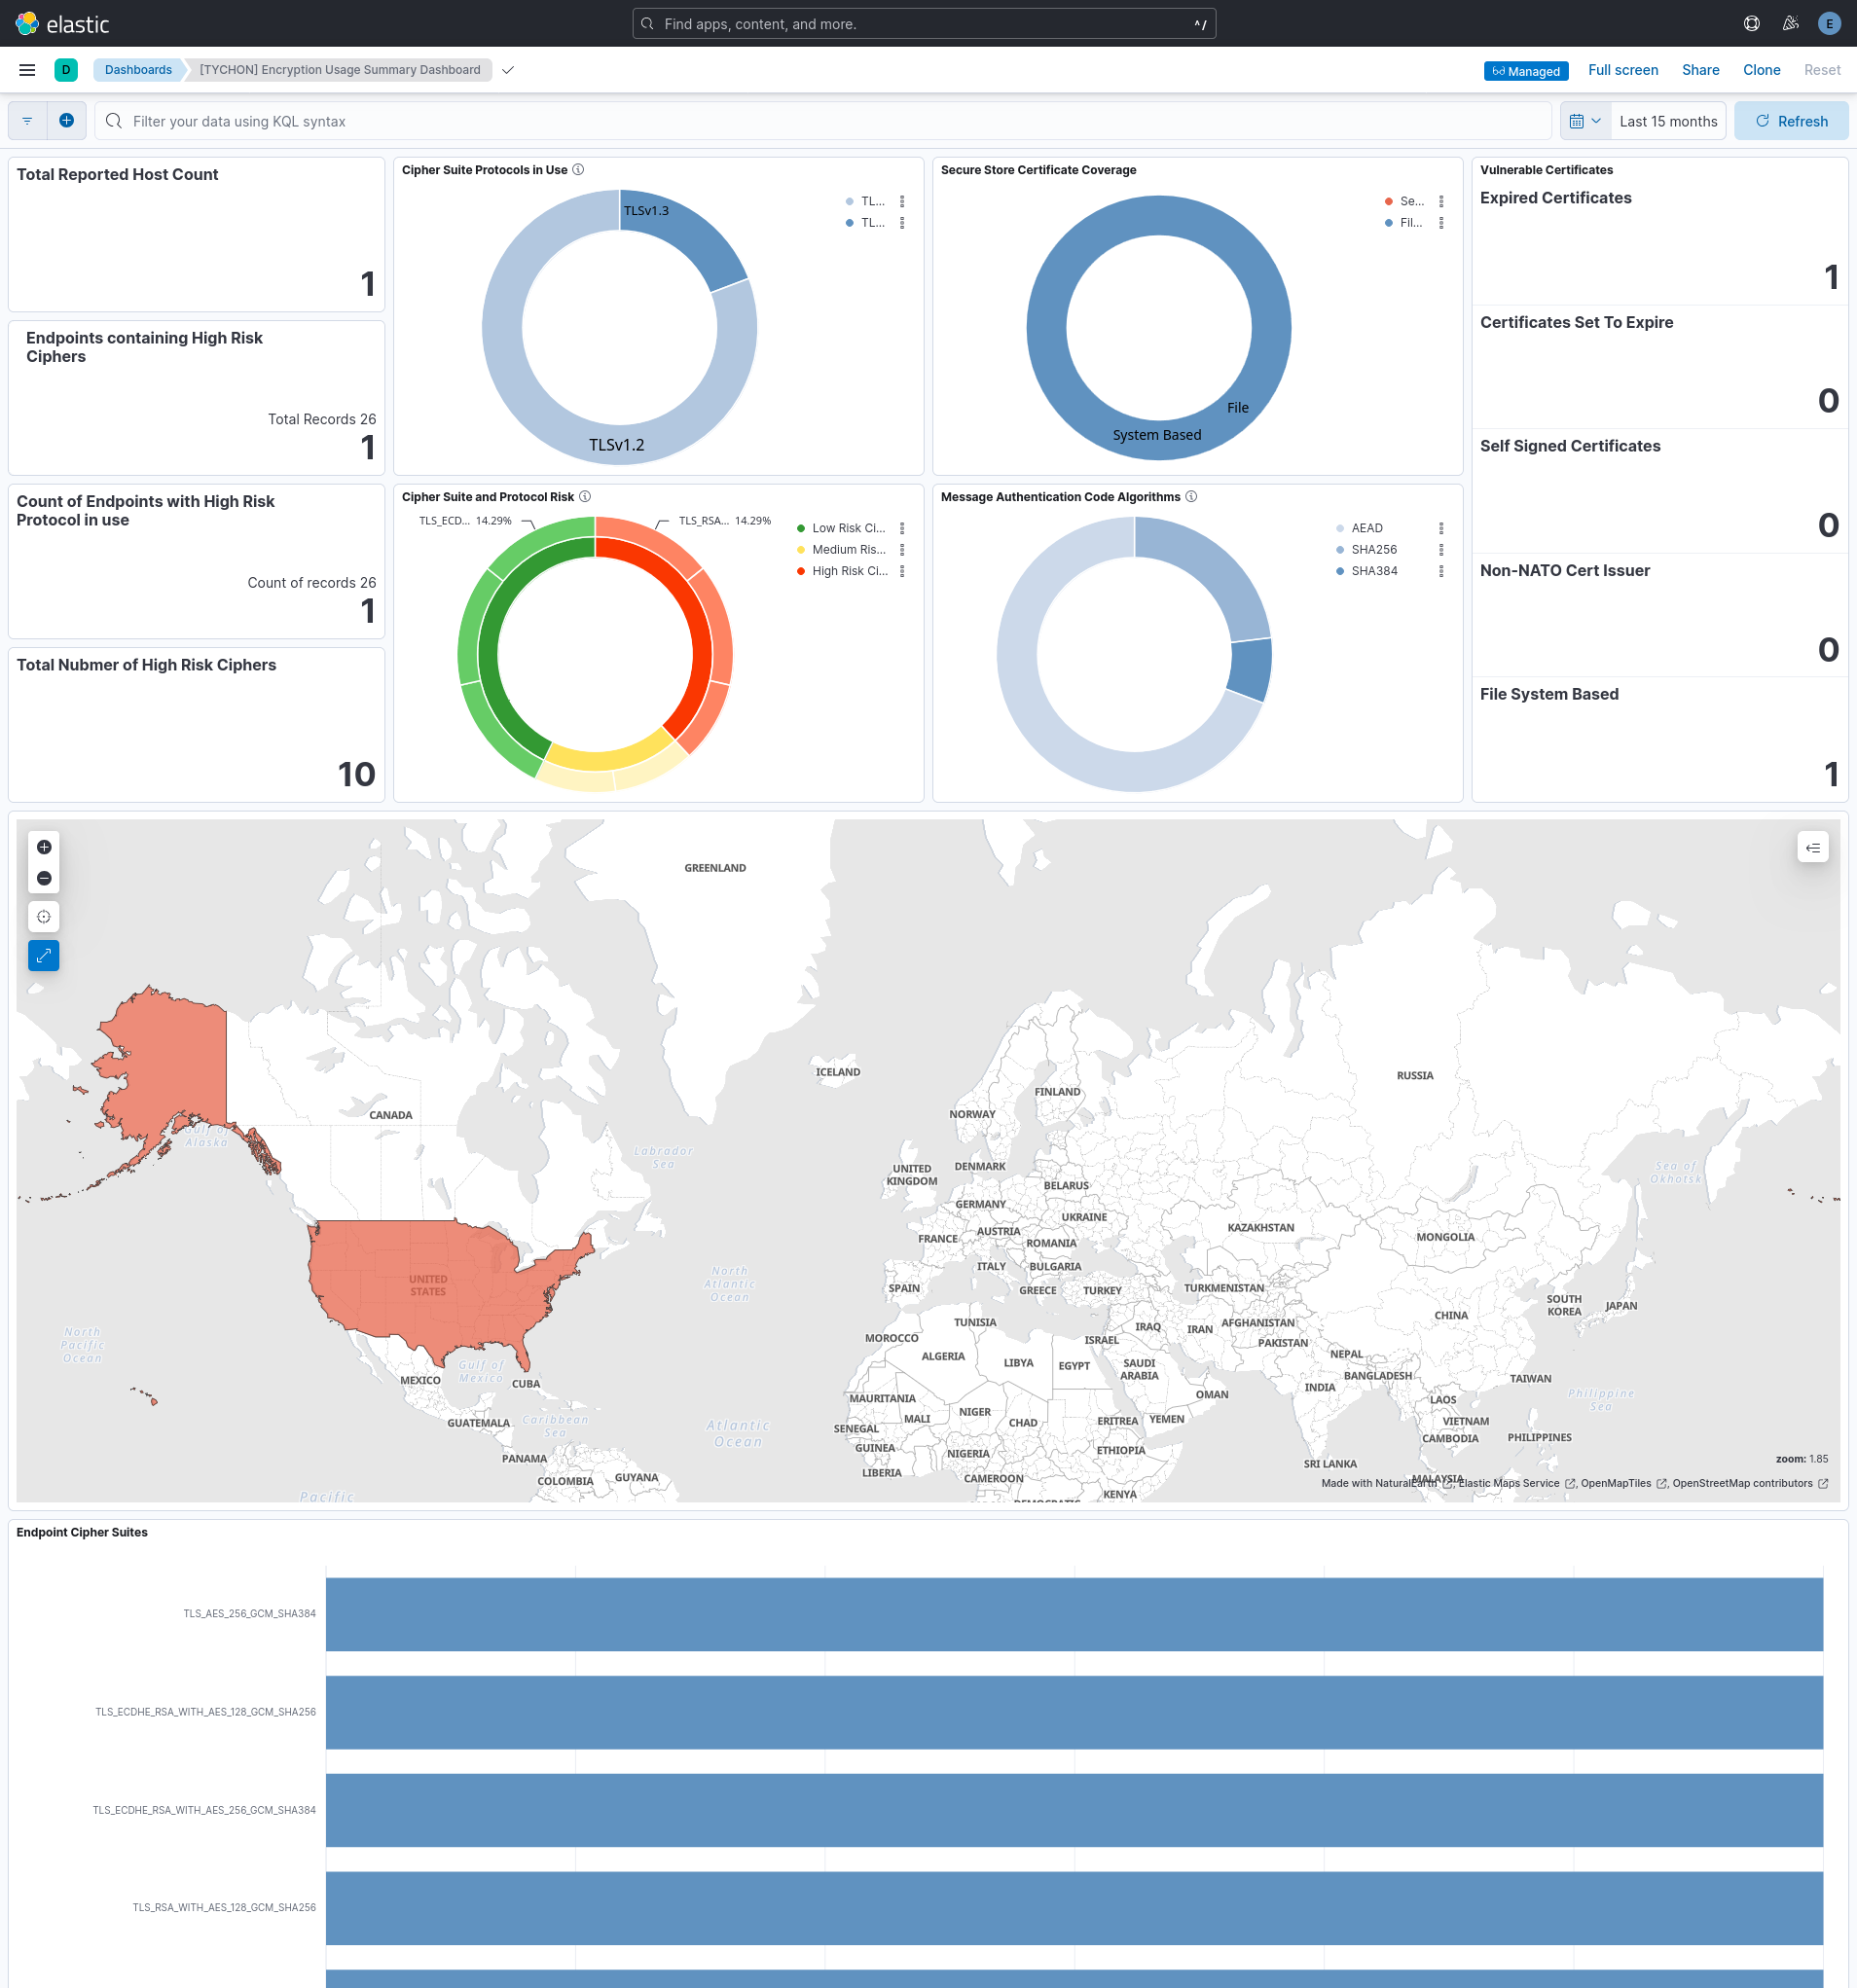 elastic
Find apps, content, and more.
^/
E
D
Dashboards
[TYCHON] Encryption Usage Summary Dashboard
Managed
Full screen
Share
Clone
Reset
Filter your data using KQL syntax
Last 15 months
Refresh
Total Reported Host Count
1
Endpoints containing High Risk
Ciphers
Total Records 26
1
Count of Endpoints with High Risk
Protocol in use
Count of records 26
1
Total Nubmer of High Risk Ciphers
10
Cipher Suite Protocols in Use
TLSv1.3
TLSv1.2
TL...
TL...
Secure Store Certificate Coverage
File
System Based
Se...
Fil...
Cipher Suite and Protocol Risk
TLS_ECD... 14.29%
TLS_RSA... 14.29%
Low Risk Ci...
Medium Ris...
High Risk Ci...
Message Authentication Code Algorithms
AEAD
SHA256
SHA384
Vulnerable Certificates
Expired Certificates
1
Certificates Set To Expire
0
Self Signed Certificates
0
Non-NATO Cert Issuer
0
File System Based
1
GREENLAND
ICELAND
RUSSIA
FINLAND
CANADA
NORWAY
Gulf of
Alaska
Labrador
Sea
UNITED
KINGDOM
DENMARK
BELARUS
Sea of
Okhotsk
GERMANY
UKRAINE
AUSTRIA
FRANCE
ROMANIA
KAZAKHSTAN
MONGOLIA
ITALY
BULGARIA
UNITED
STATES
North
Atlantic
Ocean
SPAIN
GREECE
TURKEY
TURKMENISTAN
SOUTH
KOREA
JAPAN
CHINA
TUNISIA
IRAQ
IRAN
AFGHANISTAN
North
Pacific
Ocean
MOROCCO
ISRAEL
PAKISTAN
ALGERIA
LIBYA
EGYPT
SAUDI
ARABIA
NEPAL
BANGLADESH
Gulf of
Mexico
MEXICO
CUBA
TAIWAN
INDIA
OMAN
Philippine
Sea
MAURITANIA
LAOS
NIGER
MALI
CHAD
ERITREA
YEMEN
VIETNAM
GUATEMALA
Caribbean
Sea
Atlantic
Ocean
SENEGAL
CAMBODIA
PHILIPPINES
GUINEA
NIGERIA
ETHIOPIA
PANAMA
SRI LANKA
LIBERIA
CAMEROON
COLOMBIA
GUYANA
MALAYSIA
KENYA
Pacific
DEMOCRATIC
zoom: 1.85
Made with NaturalEarth, Elastic Maps Service, OpenMapTiles, OpenStreetMap contributors
Endpoint Cipher Suites
TLS_AES_256_GCM_SHA384
TLS_ECDHE_RSA_WITH_AES_128_GCM_SHA256
TLS_ECDHE_RSA_WITH_AES_256_GCM_SHA384
TLS_RSA_WITH_AES_128_GCM_SHA256